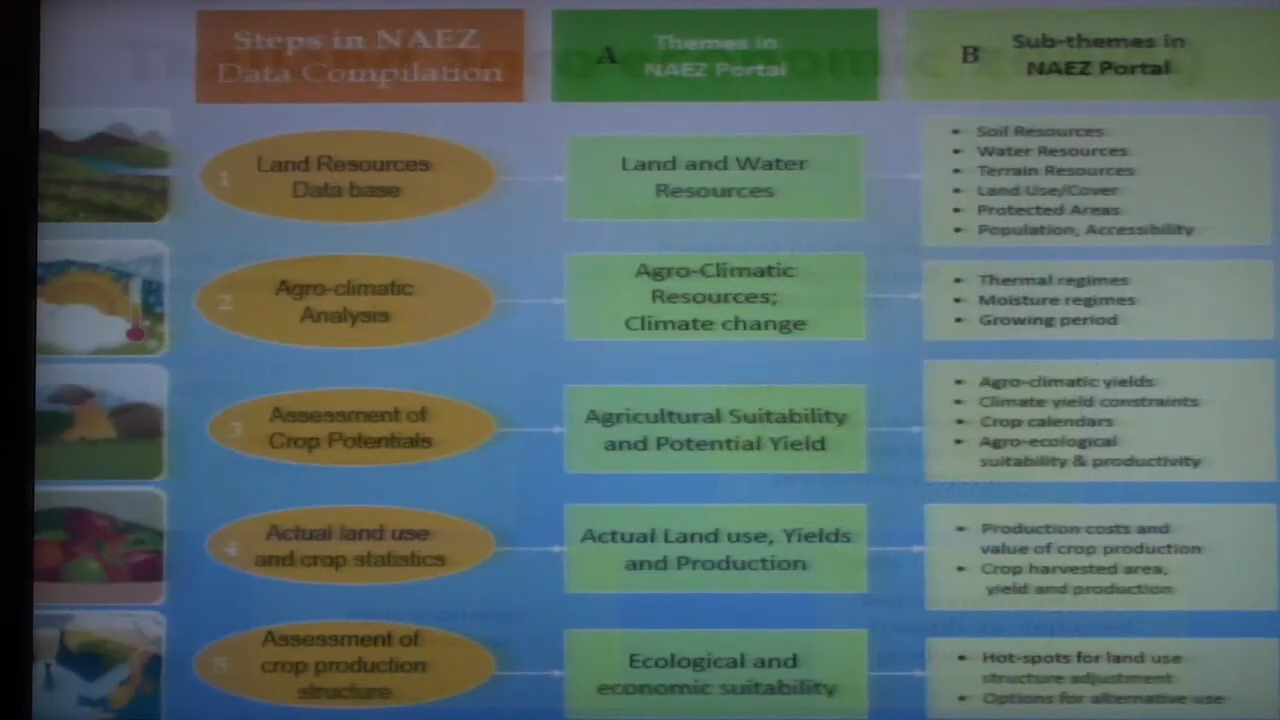 Steps in NAEZ
Data Compilation
A
Themes in
NAEZ Portal
B
Sub-themes in
NAEZ Portal
1
Land Resources
Data base
Land and Water
Resources
• Soil Resources
• Water Resources
• Terrain Resources
• Land Use/Cover
• Protected Areas
• Population, Accessibility
2
Agro-climatic
Analysis
Agro-Climatic
Resources;
Climate change
• Thermal regimes
• Moisture regimes
• Growing period
3
Assessment of
Crop Potentials
Agricultural Suitability
and Potential Yield
• Agro-climatic yields
• Climate yield constraints
• Crop calendars
• Agro-ecological
suitability & productivity
4
Actual land use
and crop statistics
Actual Land use, Yields
and Production
• Production costs and
value of crop production
• Crop harvested area,
yield and production
5
Assessment of
crop production
structure
Ecological and
economic suitability
• Hot-spots for land use
structure adjustment
• Options for alternative use